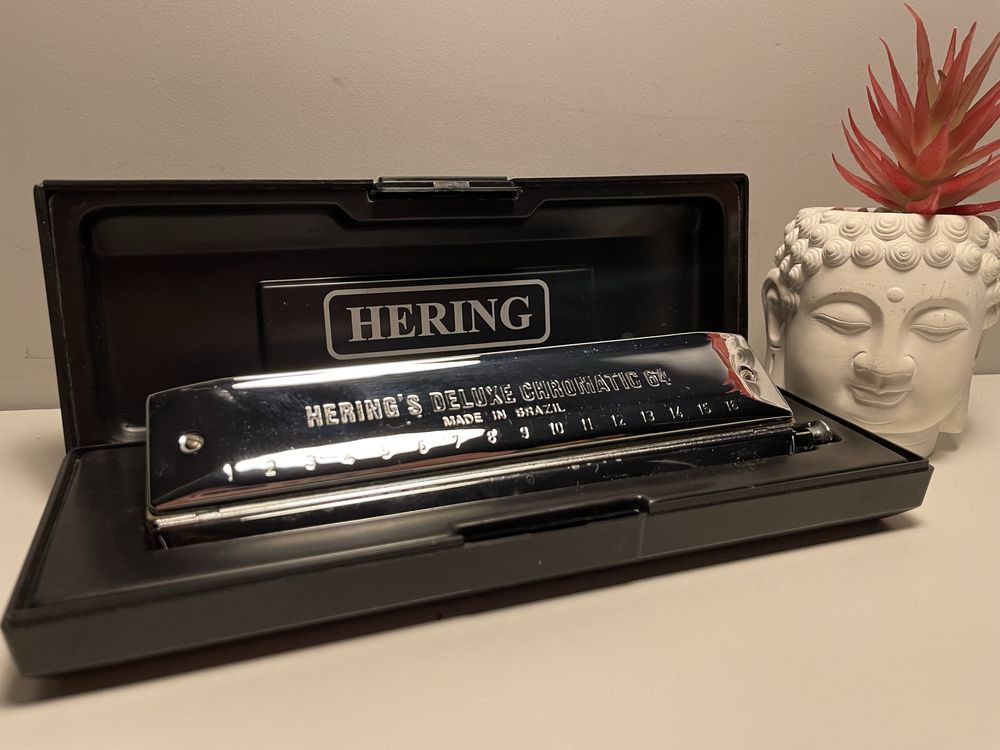 HERING
HERING'S DELUXE CHROMATIC 64
MADE IN BRAZIL
1 2 3 4 5 6 7 8 9 10 11 12 13 14 15 16